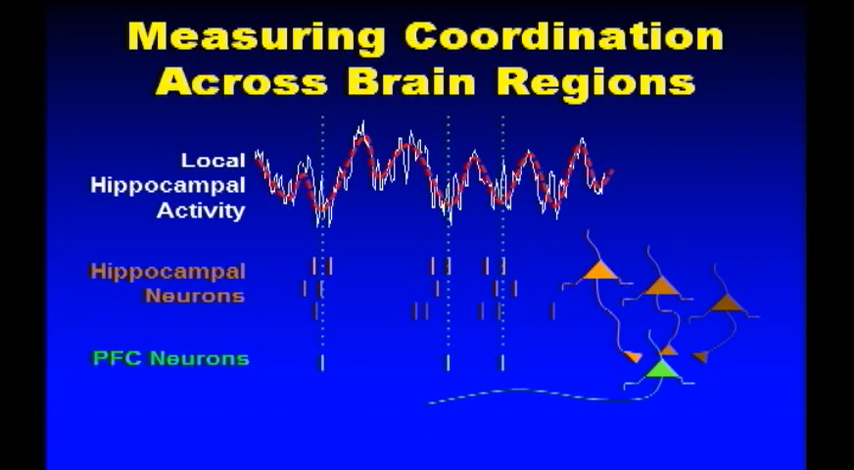 Measuring Coordination
Across Brain Regions
Local
Hippocampal
Activity
Hippocampal
Neurons
PFC Neurons